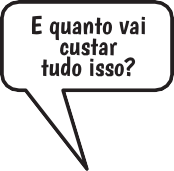 E quanto vai
custar
tudo isso?